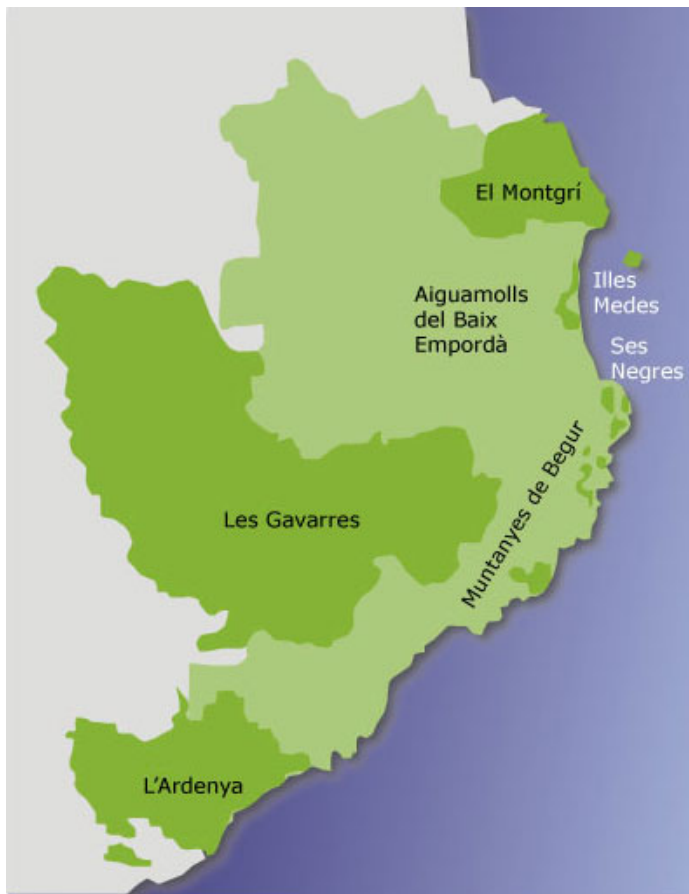 El Montgrí
Illes
Medes
Aiguamolls
del Baix
Empordà
Ses
Negres
Muntanyes de Begur
Les Gavarres
L'Ardenya